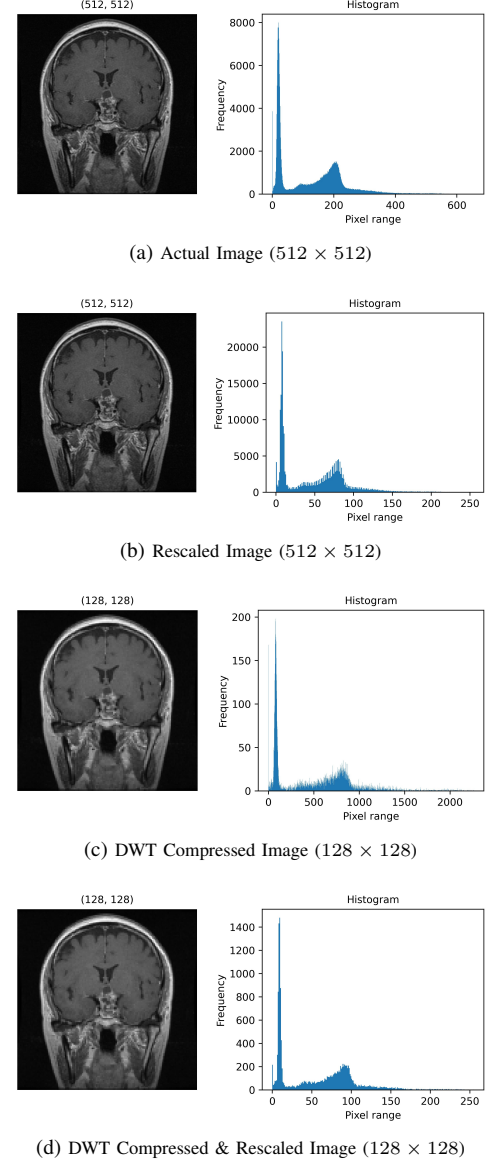 (512, 512)
Histogram
8000
6000
4000
2000
0
Frequency
0 200 400 600
Pixel range
(a) Actual Image (512 × 512)
(512, 512)
Histogram
20000
15000
10000
5000
0
Frequency
0 50 100 150 200 250
Pixel range
(b) Rescaled Image (512 × 512)
(128, 128)
Histogram
200
150
100
50
0
Frequency
0 500 1000 1500 2000
Pixel range
(c) DWT Compressed Image (128 × 128)
(128, 128)
Histogram
1400
1200
1000
800
600
400
200
0
Frequency
0 50 100 150 200 250
Pixel range
(d) DWT Compressed & Rescaled Image (128 × 128)